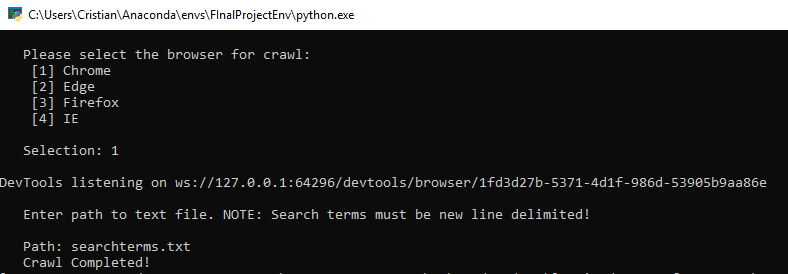 C:\Users\Cristian\Anaconda\envs\FInalProjectEnv\python.exe
Please select the browser for crawl:
[1] Chrome
[2] Edge
[3] Firefox
[4] IE
Selection: 1
DevTools listening on ws://127.0.0.1:64296/devtools/browser/1fd3d27b-5371-4d1f-986d-53905b9aa86e
Enter path to text file. NOTE: Search terms must be new line delimited!
Path: searchterms.txt
Crawl Completed!